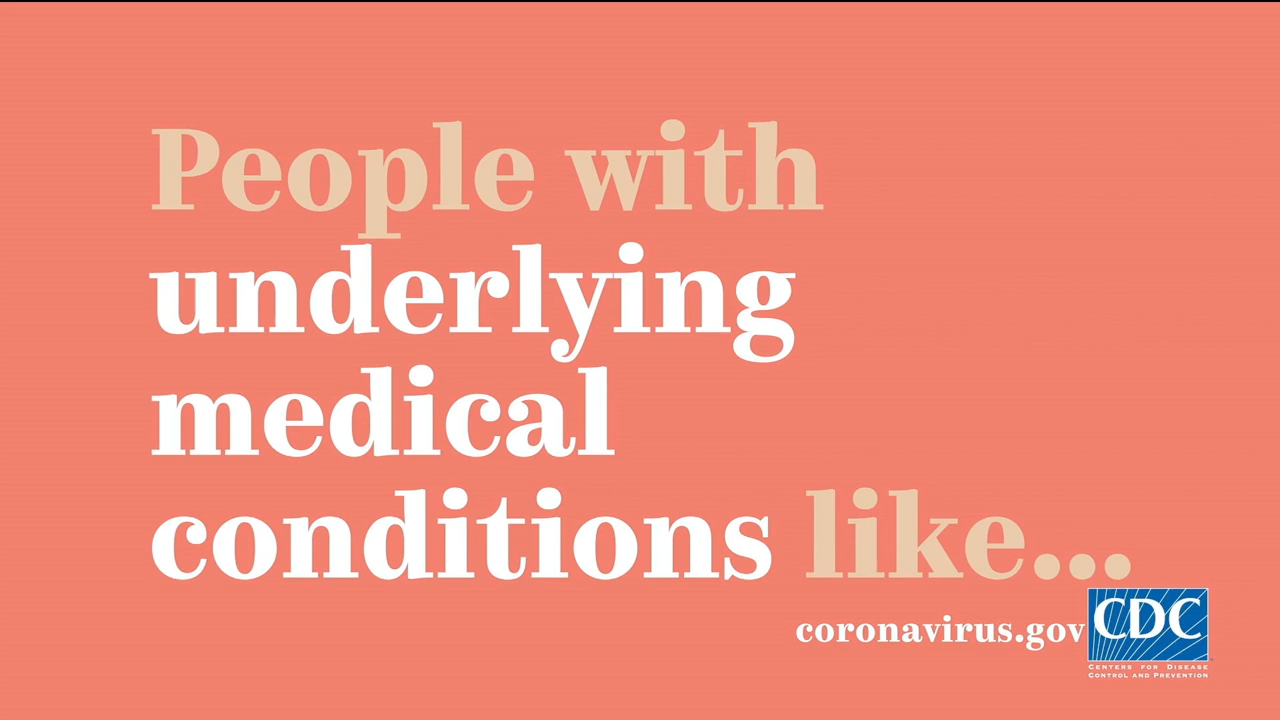 People with
underlying
medical
conditions like...
coronavirus.gov
CDC
CENTERS FOR DISEASE
CONTROL AND PREVENTION